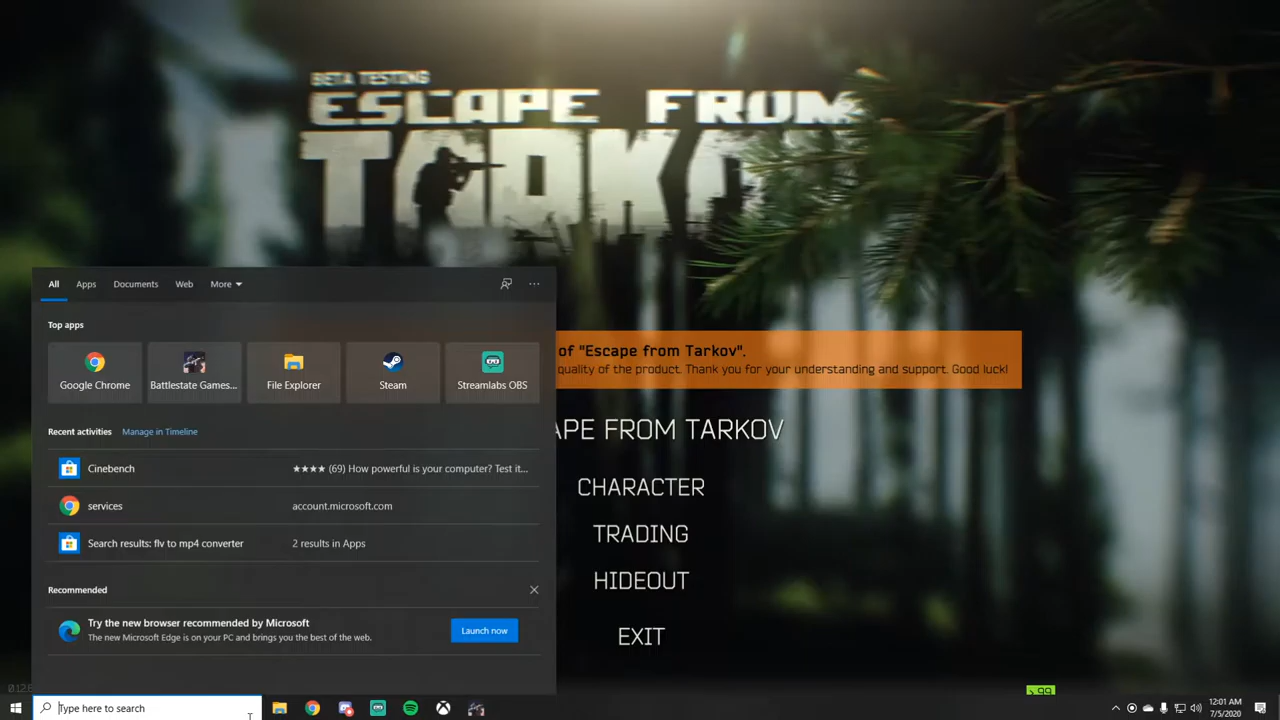 BETA TESTING
ESCAPE FROM
All Apps Documents Web More
Top apps
Google Chrome Battlestate Games... File Explorer Steam Streamlabs OBS
of "Escape from Tarkov".
quality of the product. Thank you for your understanding and support. Good luck!
Recent activities Manage in Timeline
APE FROM TARKOV
Cinebench ★★★★ (69) How powerful is your computer? Test it...
CHARACTER
services account.microsoft.com
TRADING
Search results: flv to mp4 converter 2 results in Apps
HIDEOUT
Recommended
Try the new browser recommended by Microsoft
The new Microsoft Edge is on your PC and brings you the best of the web.
Launch now
EXIT
Type here to search
12:01 AM
7/5/2020